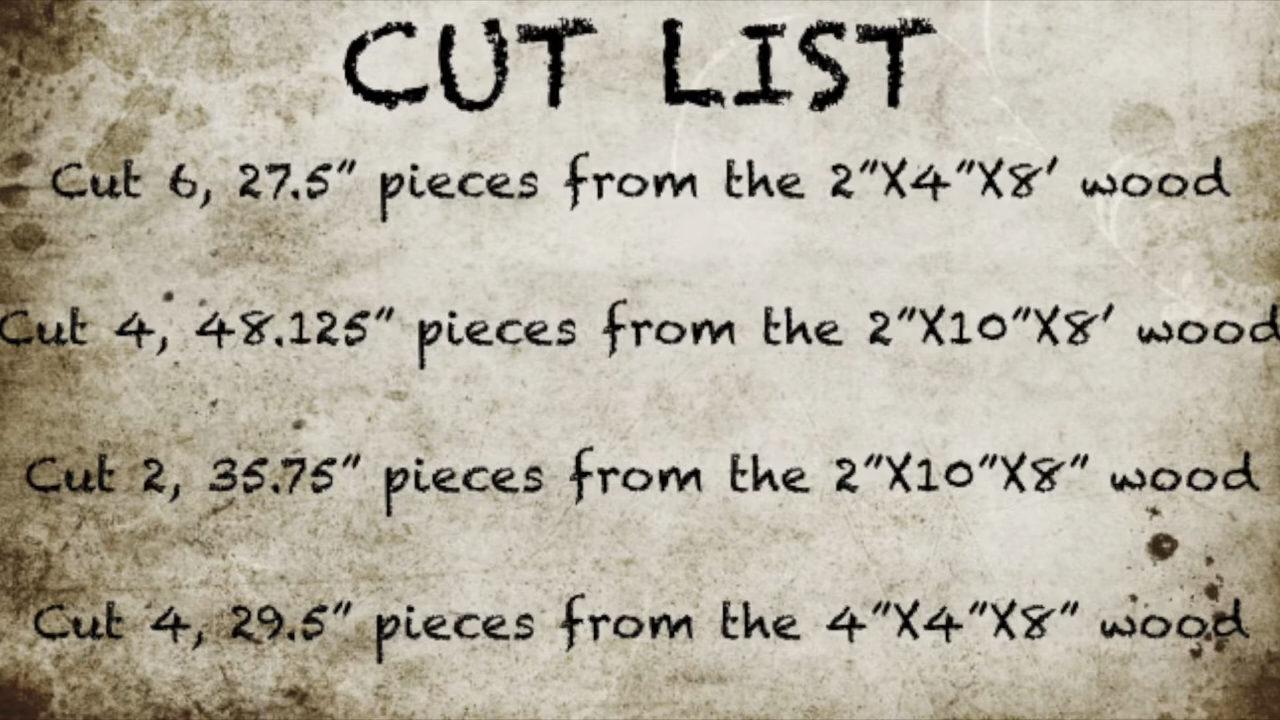 CUT LIST
Cut 6, 27.5" pieces from the 2"X4"X8' wood
Cut 4, 48.125" pieces from the 2"X10"X8' wood
Cut 2, 35.75" pieces from the 2"X10"X8" wood
Cut 4, 29.5" pieces from the 4"X4"X8" wood